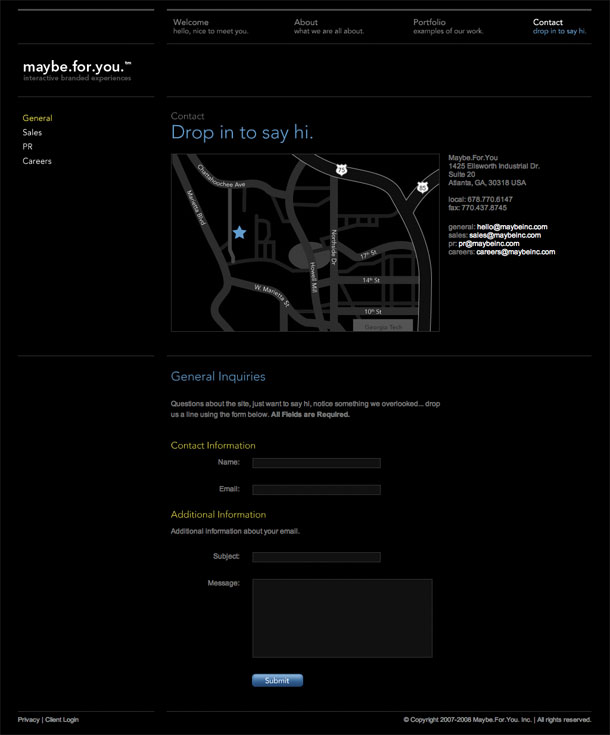 Welcome
hello, nice to meet you.
About
what we are all about.
Portfolio
examples of our work.
Contact
drop in to say hi.
maybe.for.you.™
interactive branded experiences
General
Sales
PR
Careers
Contact
Drop in to say hi.
Chattahoochee Ave
Marietta Blvd
75
85
Northside Dr
Howell Mill
17th St
14th St
W. Marietta St
10th St
Georgia Tech
Maybe.For.You
1425 Ellsworth Industrial Dr.
Suite 20
Atlanta, GA, 30318 USA
local: 678.770.6147
fax: 770.437.8745
general: hello@maybeinc.com
sales: sales@maybeinc.com
pr: pr@maybeinc.com
careers: careers@maybeinc.com
General Inquiries
Questions about the site, just want to say hi, notice something we overlooked... drop
us a line using the form below. All Fields are Required.
Contact Information
Name:
Email:
Additional Information
Additional information about your email.
Subject:
Message:
Submit
Privacy | Client Login
© Copyright 2007-2008 Maybe.For.You. Inc. | All rights reserved.